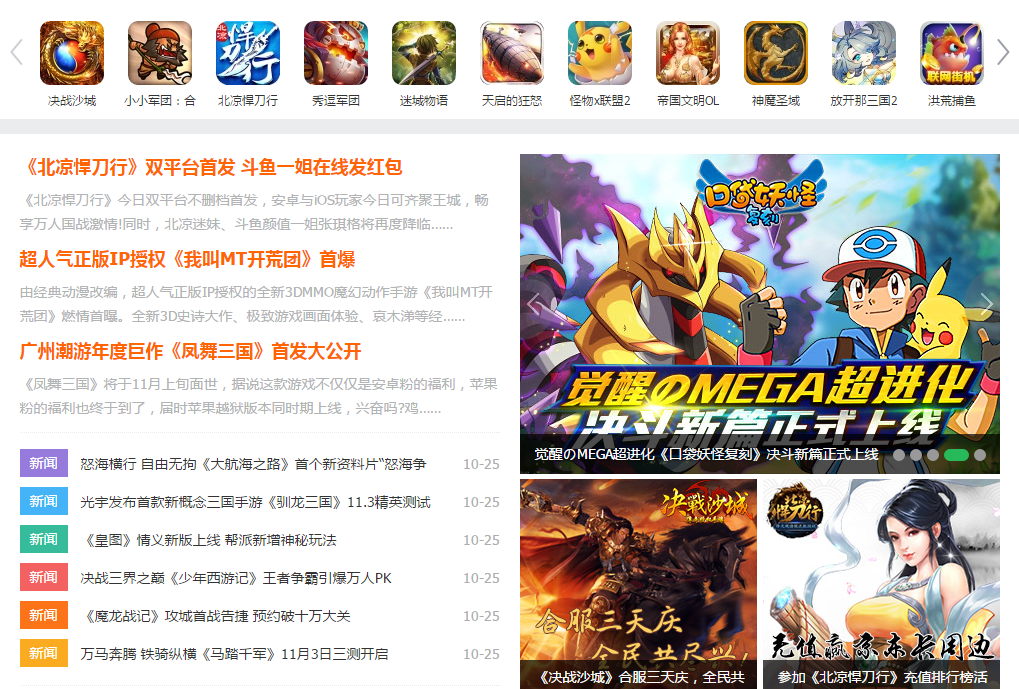 北凉
悍刀行
联网街机
决战沙城
小小军团：合
北凉悍刀行
秀逗军团
迷域物语
天启的狂怒
怪物x联盟2
帝国文明OL
神魔圣域
放开那三国2
洪荒捕鱼
《北凉悍刀行》双平台首发 斗鱼一姐在线发红包
《北凉悍刀行》今日双平台不删档首发，安卓与iOS玩家今日可齐聚王城，畅
享万人国战激情!同时，北凉迷妹、斗鱼颜值一姐张琪格将再度降临......
超人气正版IP授权《我叫MT开荒团》首爆
由经典动漫改编，超人气正版IP授权的全新3DMMO魔幻动作手游《我叫MT开
荒团》燃情首曝。全新3D史诗大作、极致游戏画面体验、哀木涕等经......
广州潮游年度巨作《凤舞三国》首发大公开
《凤舞三国》将于11月上旬面世，据说这款游戏不仅仅是安卓粉的福利，苹果
粉的福利也终于到了，届时苹果越狱版本同时期上线，兴奋吗?鸡......
新闻 怒海横行 自由无拘《大航海之路》首个新资料片“怒海争 10-25
新闻 光宇发布首款新概念三国手游《驯龙三国》11.3精英测试 10-25
新闻 《皇图》情义新版上线 帮派新增神秘玩法 10-25
新闻 决战三界之巅《少年西游记》王者争霸引爆万人PK 10-25
新闻 《魔龙战记》攻城首战告捷 预约破十万大关 10-25
新闻 万马奔腾 铁骑纵横《马踏千军》11月3日三测开启 10-25
口袋妖怪
复刻
觉醒のMEGA超进化
决斗新篇正式上线
觉醒のMEGA超进化《口袋妖怪复刻》决斗新篇正式上线
决戰沙城
合服三天庆
全民共尽兴!
《决战沙城》合服三天庆，全民共
北凉
悍刀行
充值赢京东卡周边
参加《北凉悍刀行》充值排行榜活